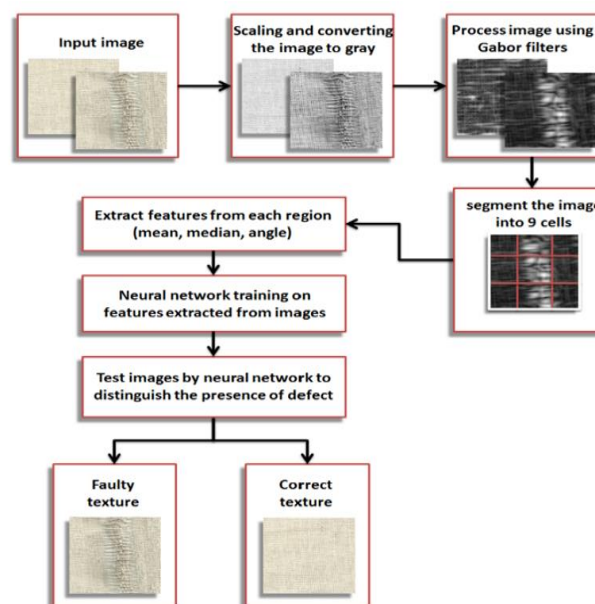 Input image
Scaling and converting
the image to gray
Process image using
Gabor filters
segment the image
into 9 cells
Extract features from each region
(mean, median, angle)
Neural network training on
features extracted from images
Test images by neural network to
distinguish the presence of defect
Faulty
texture
Correct
texture